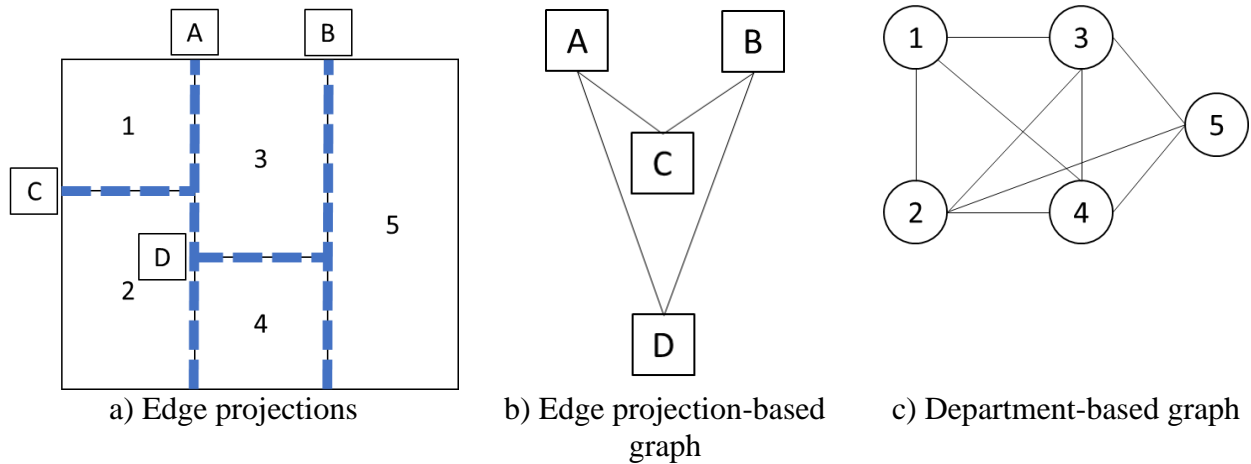 A
B
1
C
3
5
D
2
4
a) Edge projections
A
B
C
D
b) Edge projection-based
graph
1
3
5
2
4
c) Department-based graph